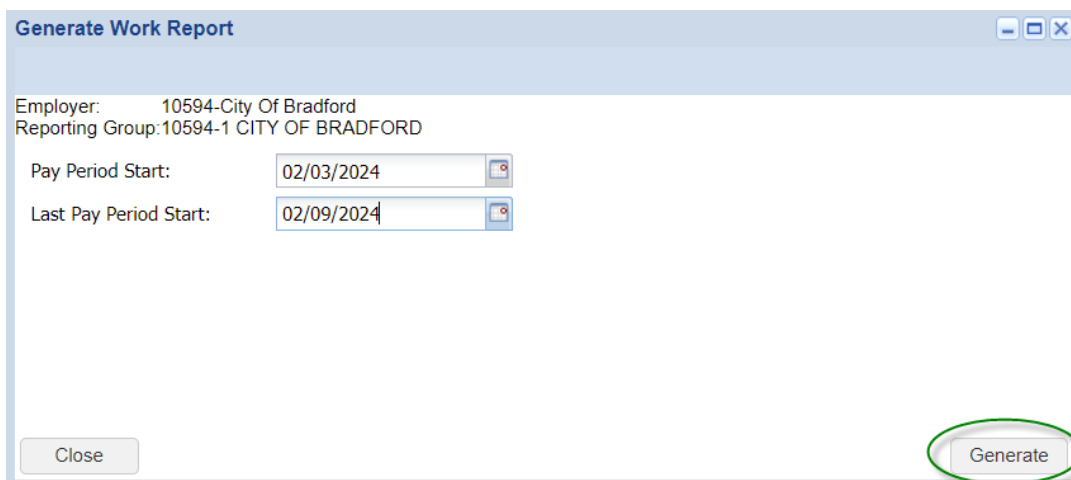 Generate Work Report
Employer: 10594-City Of Bradford
Reporting Group:10594-1 CITY OF BRADFORD
Pay Period Start: 02/03/2024
Last Pay Period Start: 02/09/2024
Close Generate